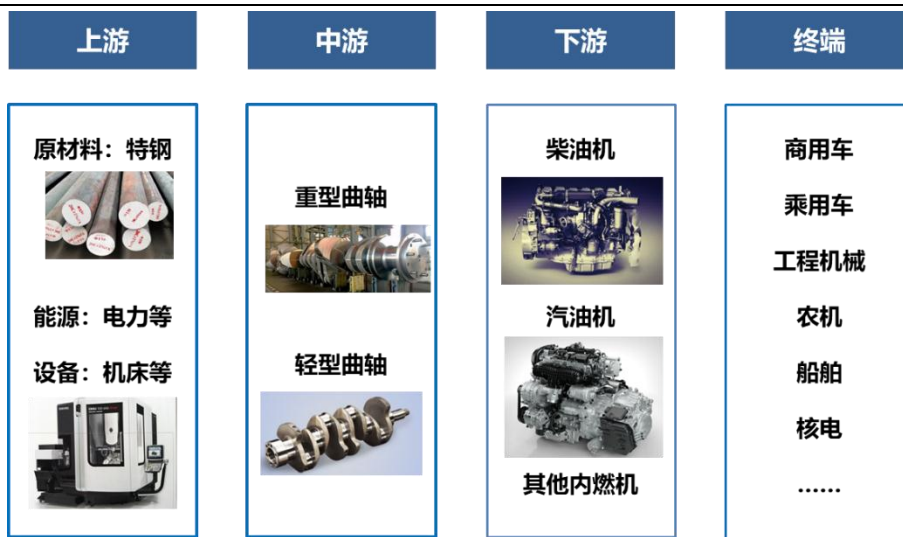 上游
中游
下游
终端
原材料：特钢
能源：电力等
设备：机床等
重型曲轴
轻型曲轴
柴油机
汽油机
其他内燃机
商用车
乘用车
工程机械
农机
船舶
核电
……